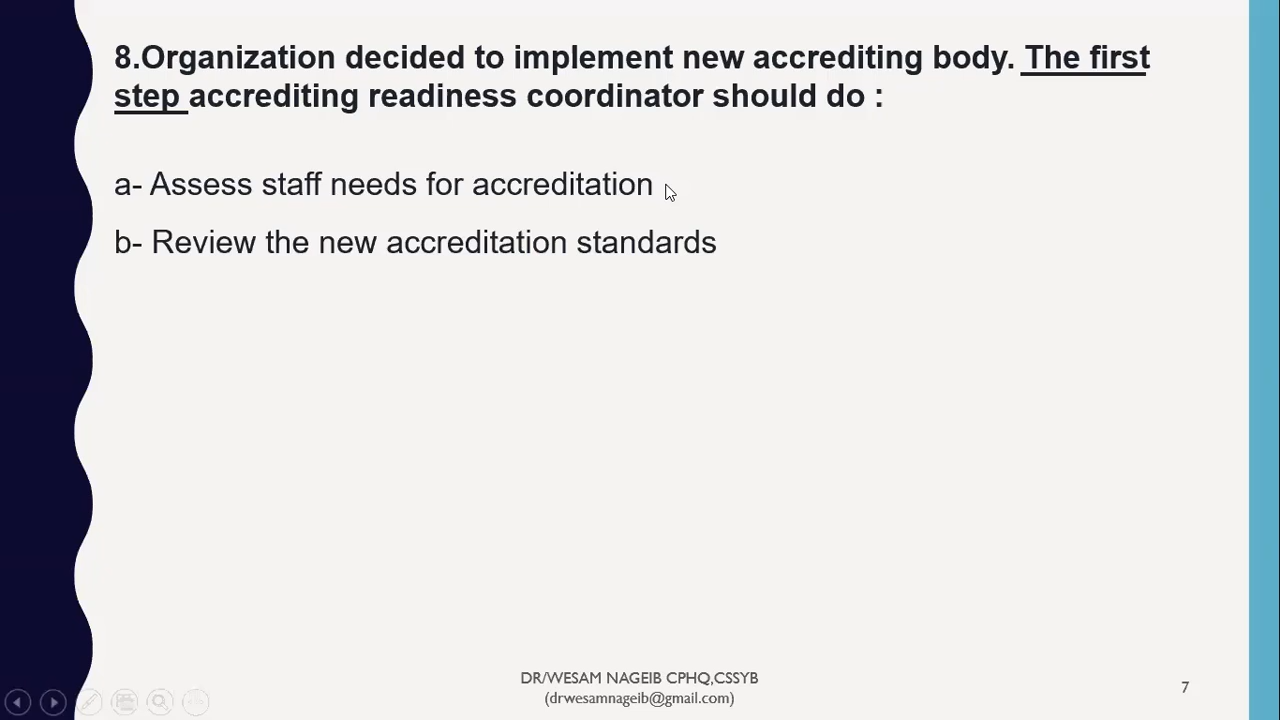 8.Organization decided to implement new accrediting body. The first
step accrediting readiness coordinator should do :
a- Assess staff needs for accreditation
b- Review the new accreditation standards
DR/WESAM NAGEIB CPHQ,CSSYB
(drwesamnageib@gmail.com)
7